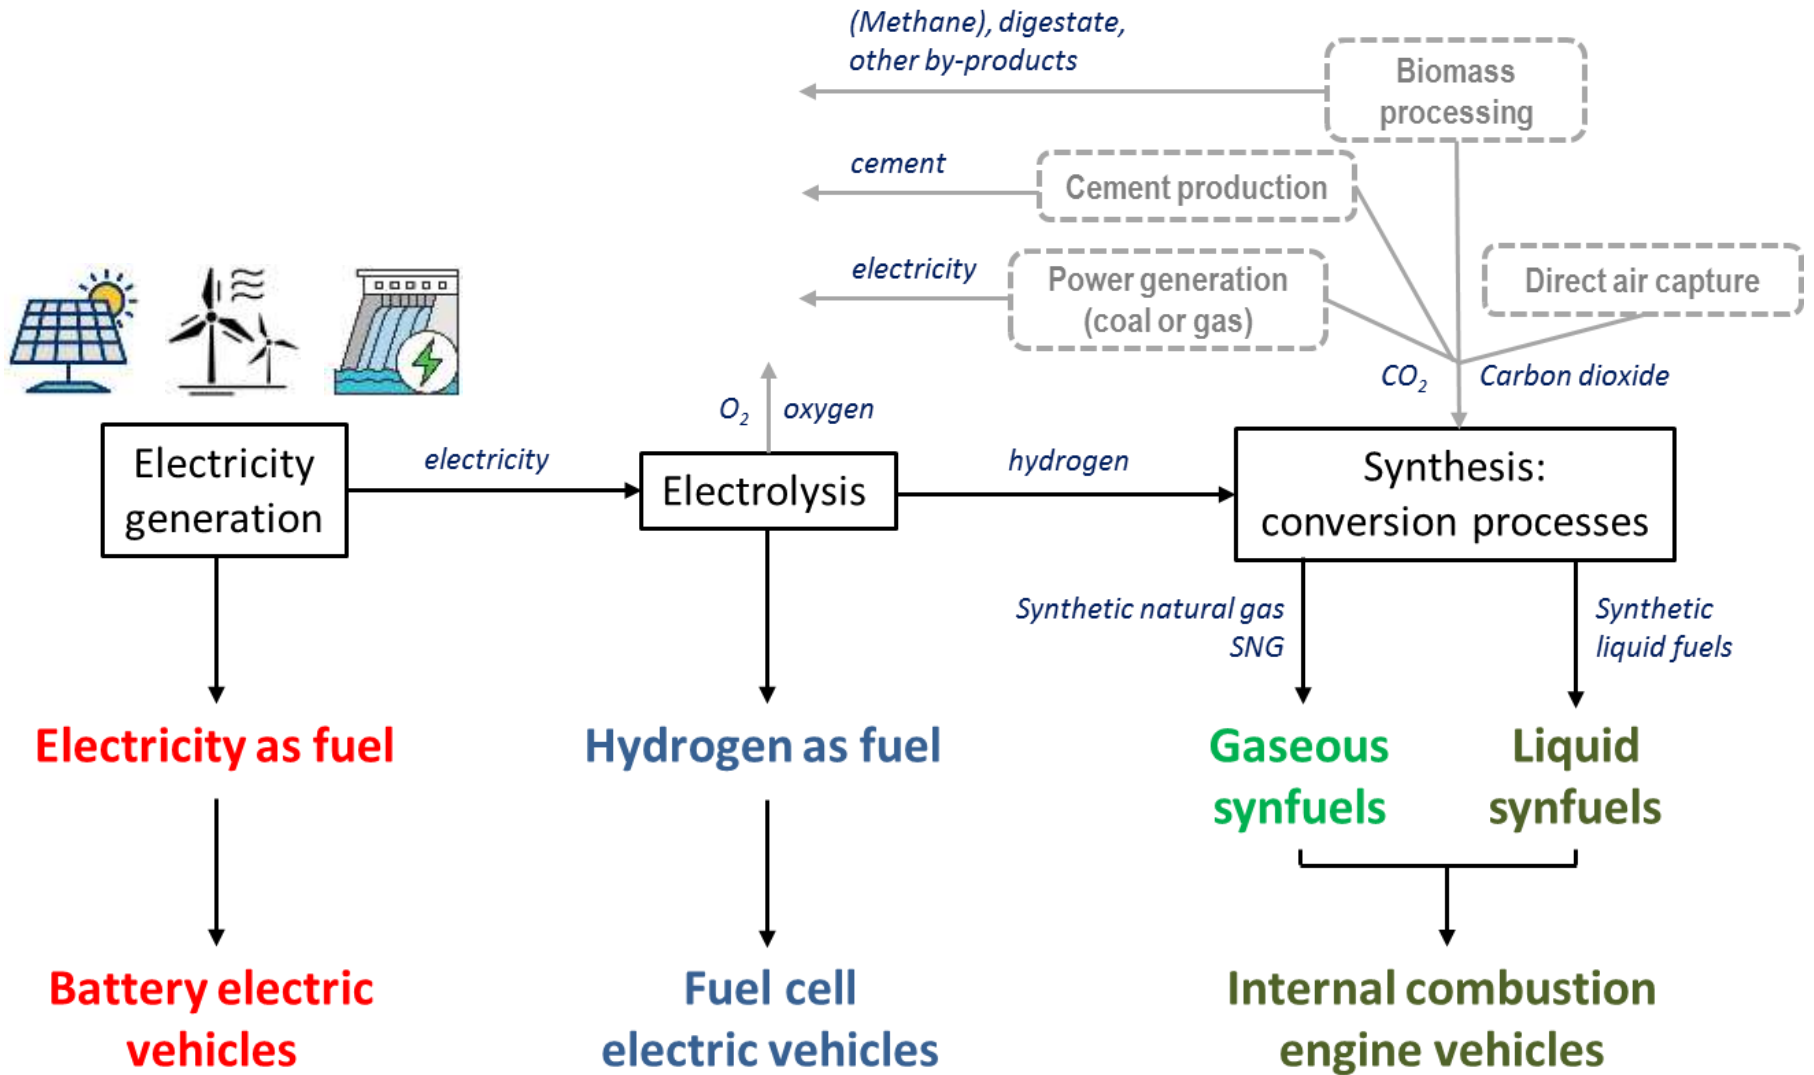 (Methane), digestate,
other by-products
Biomass
processing
cement
Cement production
electricity
Power generation
(coal or gas)
Direct air capture
CO2
Carbon dioxide
O2
oxygen
Electricity
generation
electricity
Electrolysis
hydrogen
Synthesis:
conversion processes
Synthetic natural gas
SNG
Synthetic
liquid fuels
Electricity as fuel
Hydrogen as fuel
Gaseous
synfuels
Liquid
synfuels
Battery electric
vehicles
Fuel cell
electric vehicles
Internal combustion
engine vehicles